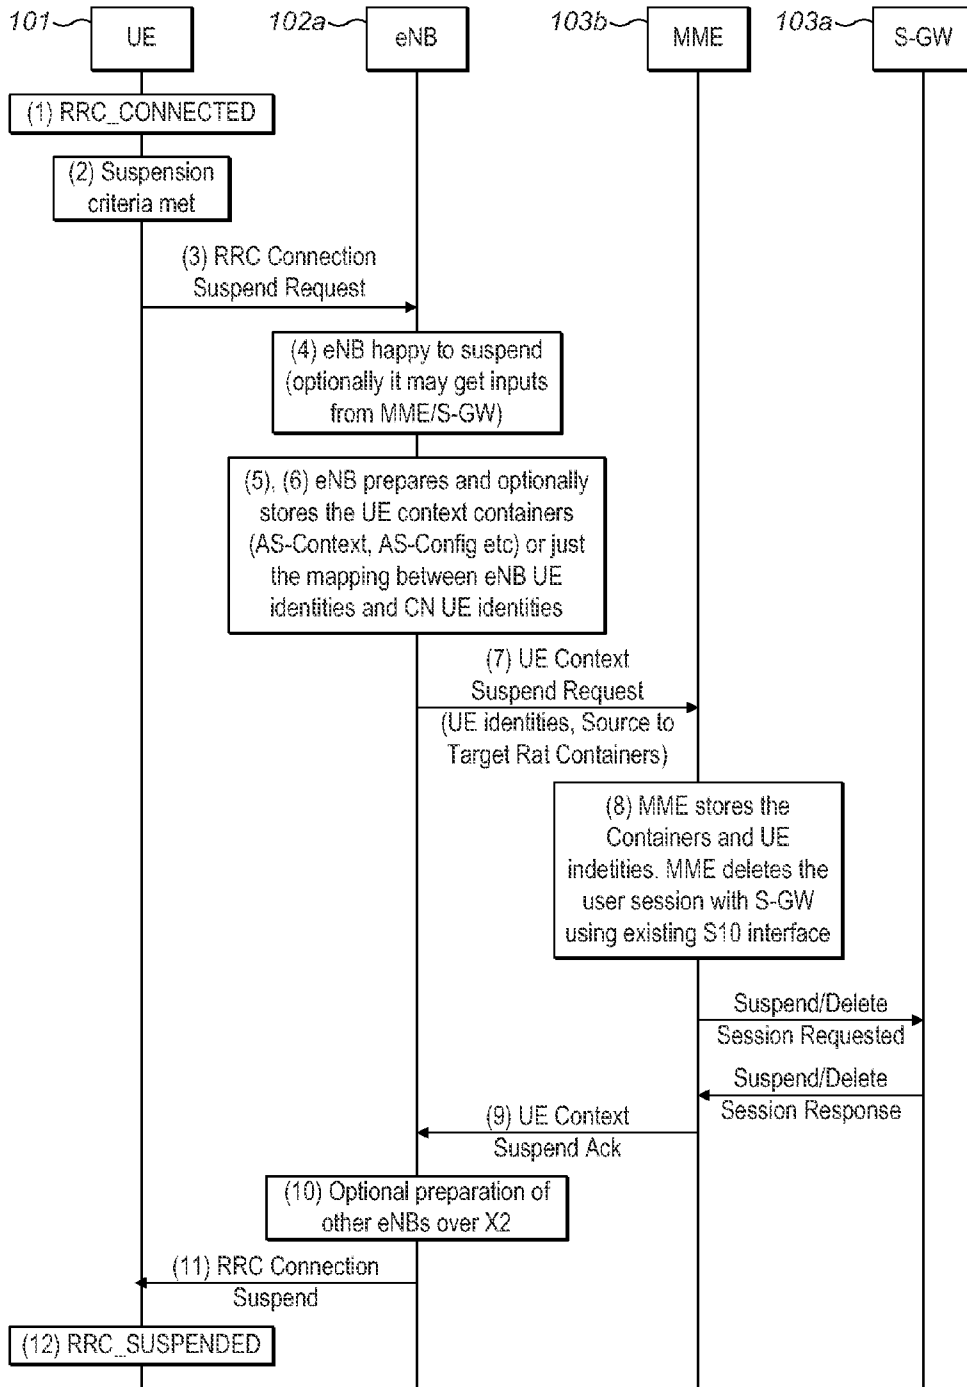 101 UE 102a eNB 103b MME 103a S-GW
(1) RRC_CONNECTED
(2) Suspension
criteria met
(3) RRC Connection
Suspend Request
(4) eNB happy to suspend
(optionally it may get inputs
from MME/S-GW)
(5), (6) eNB prepares and optionally
stores the UE context containers
(AS-Context, AS-Config etc) or just
the mapping between eNB UE
identities and CN UE identities
(7) UE Context
Suspend Request
(UE identities, Source to
Target Rat Containers)
(8) MME stores the
Containers and UE
indetities. MME deletes the
user session with S-GW
using existing S10 interface
Suspend/Delete
Session Requested
Suspend/Delete
Session Response
(9) UE Context
Suspend Ack
(10) Optional preparation of
other eNBs over X2
(11) RRC Connection
Suspend
(12) RRC_SUSPENDED